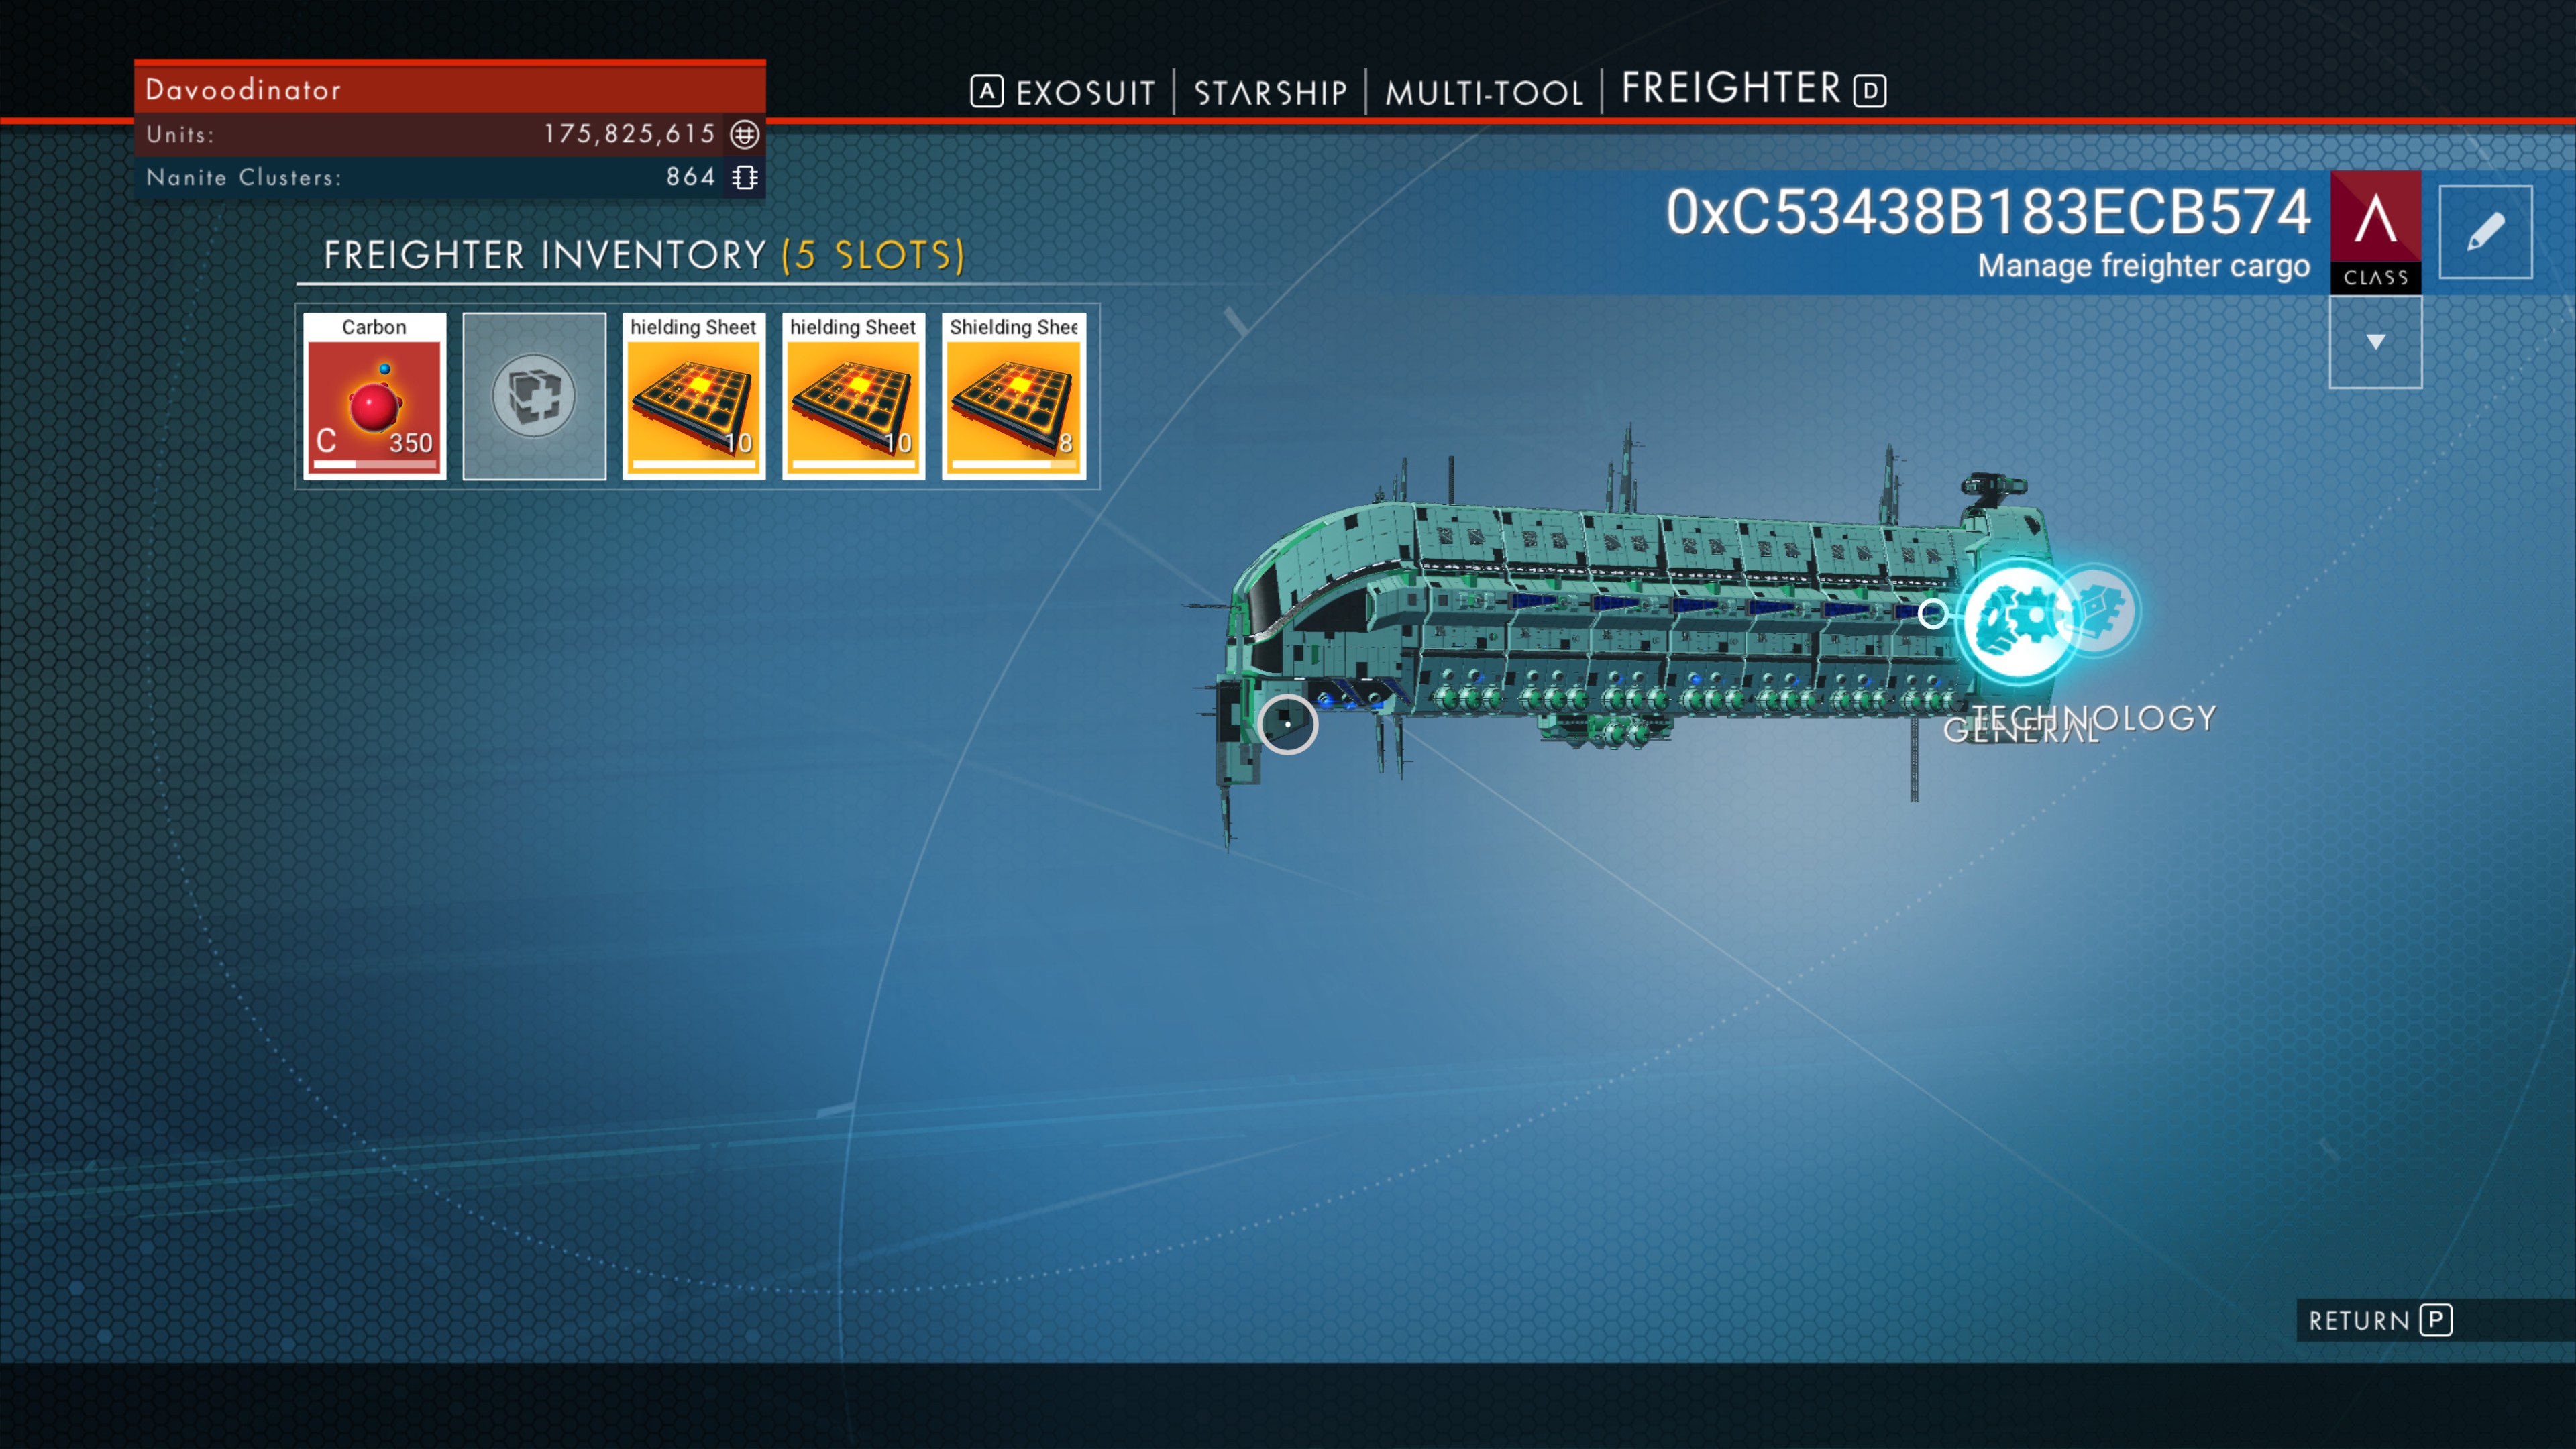 Davoodinator
Units: 175,825,615
Nanite Clusters: 864
A EXOSUIT STARSHIP MULTI-TOOL FREIGHTER D
0xC53438B183ECB574
Manage freighter cargo
CLASS
FREIGHTER INVENTORY (5 SLOTS)
Carbon
hielding Sheet
hielding Sheet
Shielding Shee
C 350
10
10
8
TECHNOLOGY
GENERAL
RETURN P